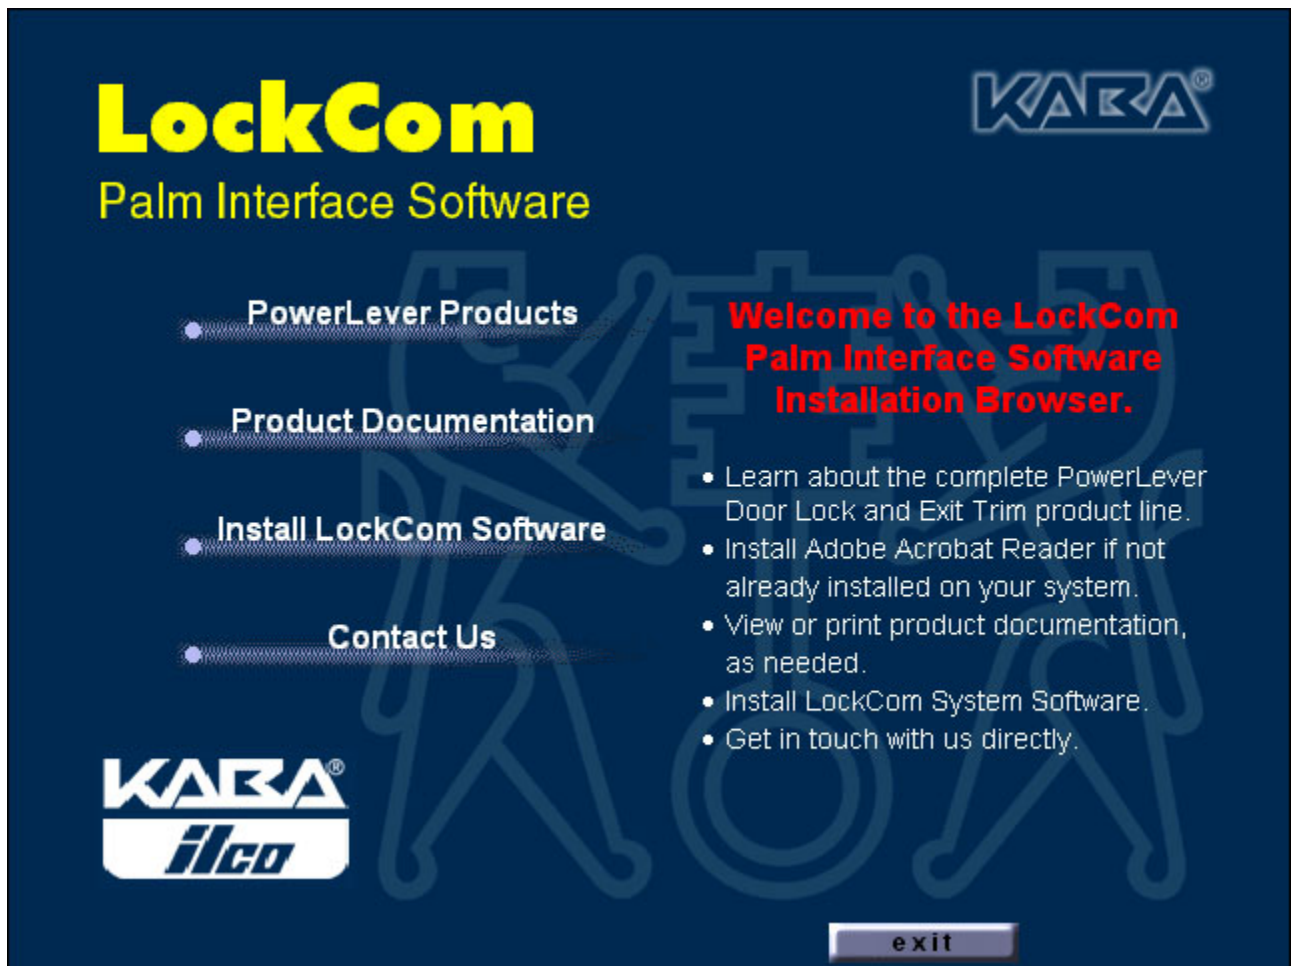 LockCom
KABA®
Palm Interface Software
PowerLever Products
Product Documentation
Install LockCom Software
Contact Us
Welcome to the LockCom
Palm Interface Software
Installation Browser.
• Learn about the complete PowerLever
Door Lock and Exit Trim product line.
• Install Adobe Acrobat Reader if not
already installed on your system.
• View or print product documentation,
as needed.
• Install LockCom System Software.
• Get in touch with us directly.
KABA®
ilco
exit